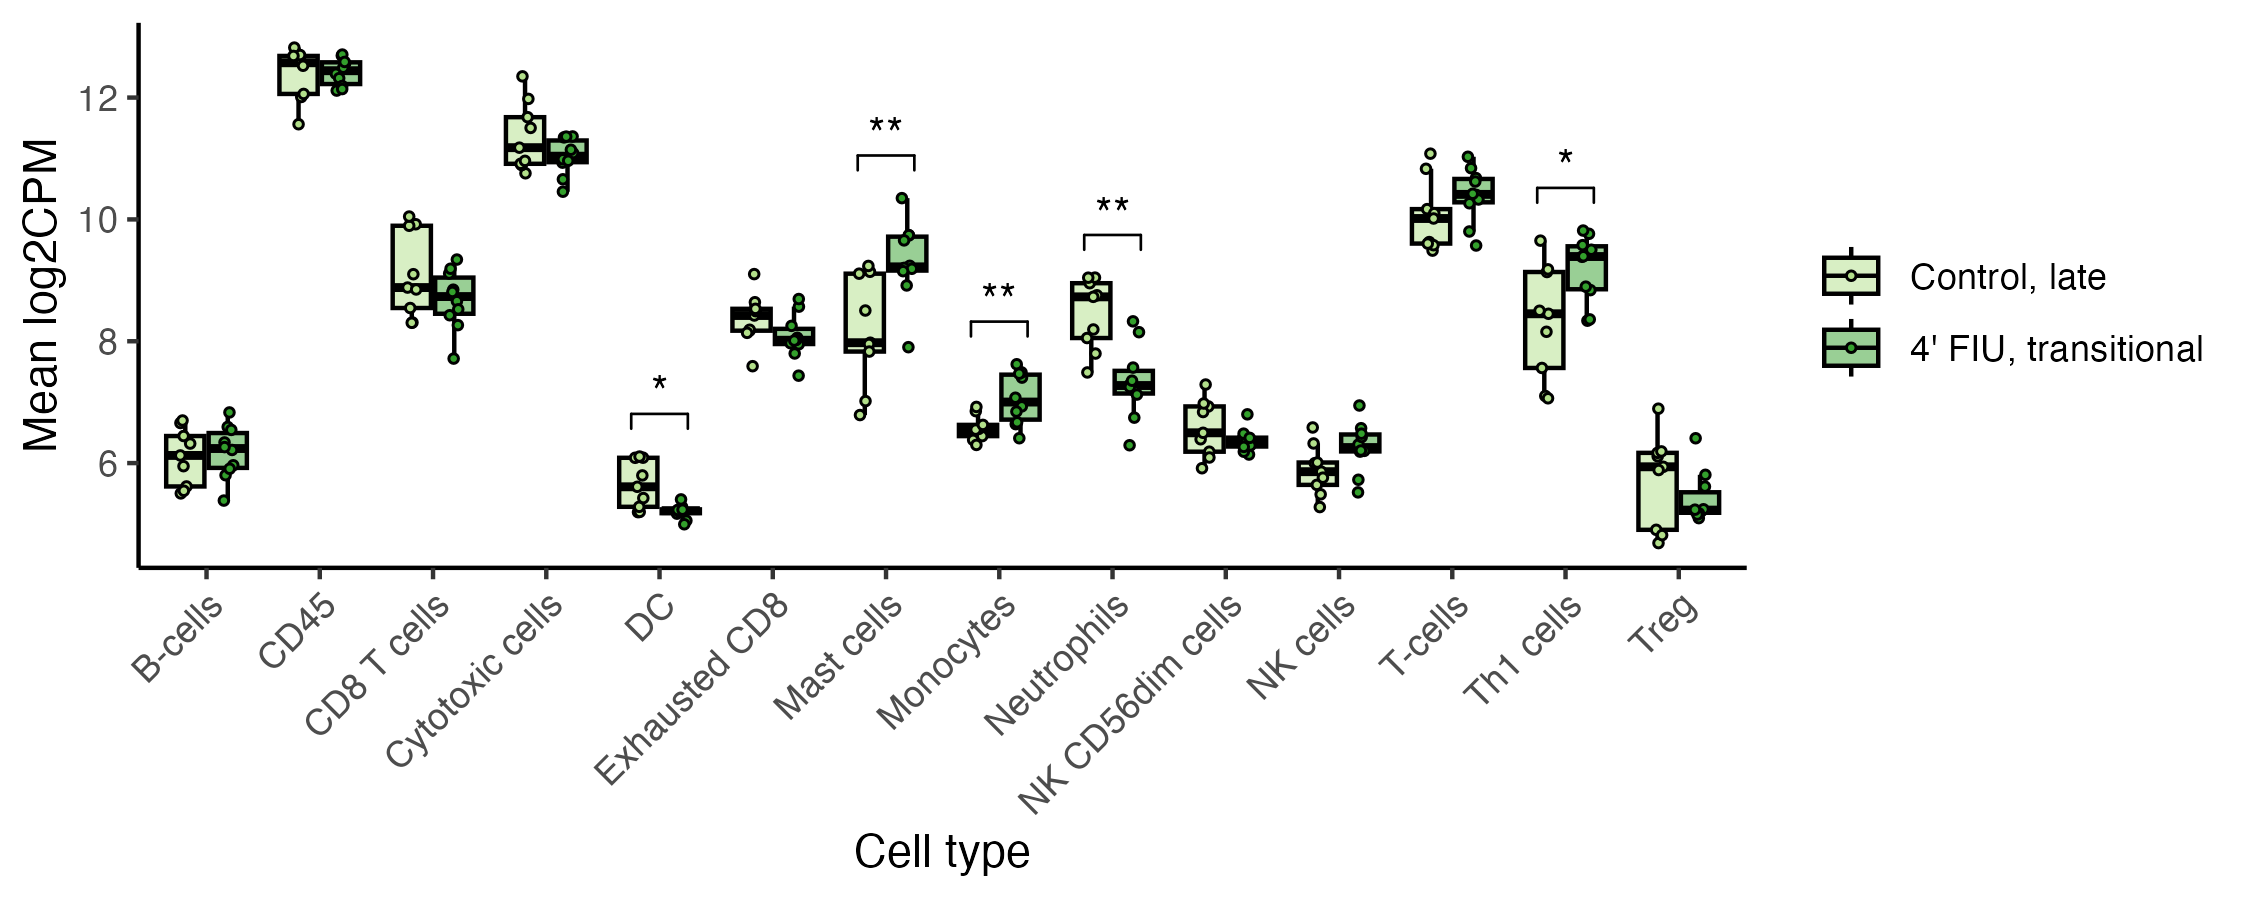 Mean log2CPM
12
10
8
6
*
**
**
**
*
B-cells
CD45
CD8 T cells
Cytotoxic cells
DC
Exhausted CD8
Mast cells
Monocytes
Neutrophils
NK CD56dim cells
NK cells
T-cells
Th1 cells
Treg
Cell type
Control, late
4' FIU, transitional